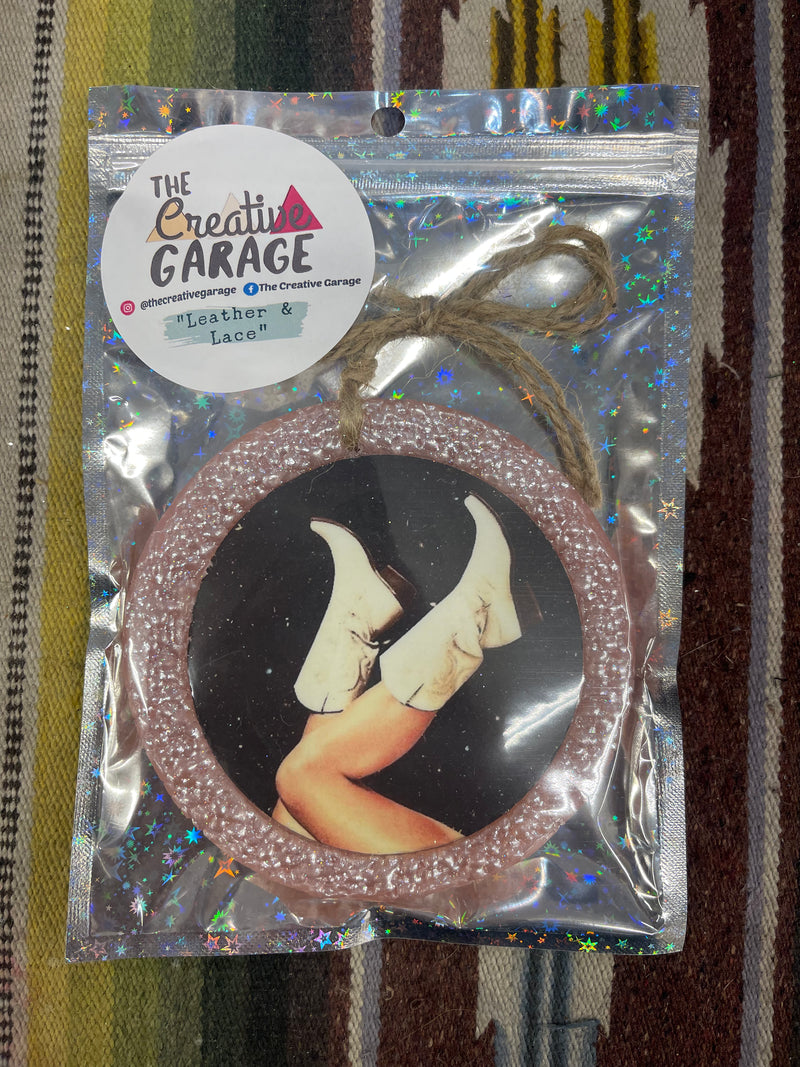 THE
Creative
GARAGE
@thecreativegarage The Creative Garage
"Leather &
Lace"